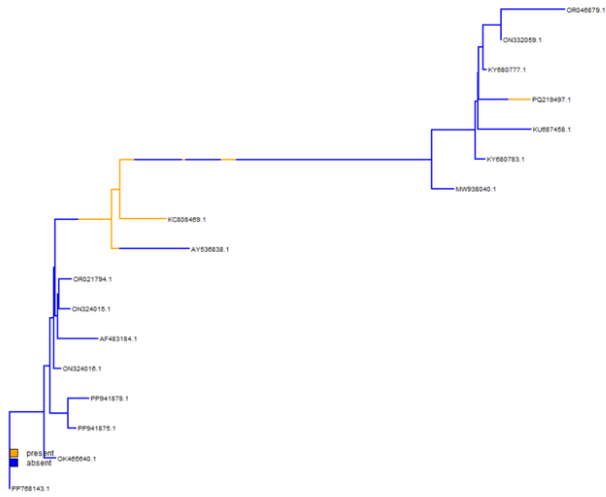 OR046879.1
ON332059.1
KY680777.1
PQ219497.1
KU687458.1
KY680783.1
MW938040.1
KC808469.1
AY536838.1
OR021794.1
ON324015.1
AF483184.1
ON324016.1
PP941878.1
PP941875.1
present
OK465640.1
absent
PP768143.1